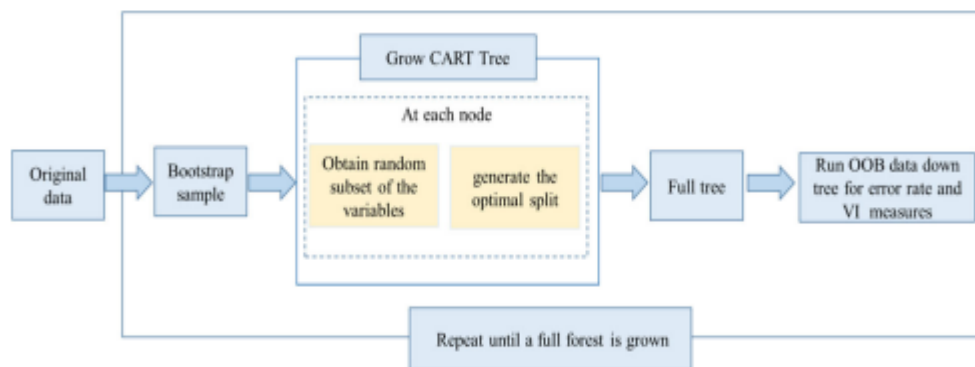 Grow CART Tree
At each node
Original
data
Bootstrap
sample
Obtain random
subset of the
variables
generate the
optimal split
Full tree
Run OOB data down
tree for error rate and
VI measures
Repeat until a full forest is grown